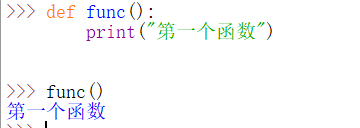 >>> def func():
        print("第一个函数")
>>> func()
第一个函数
>>>